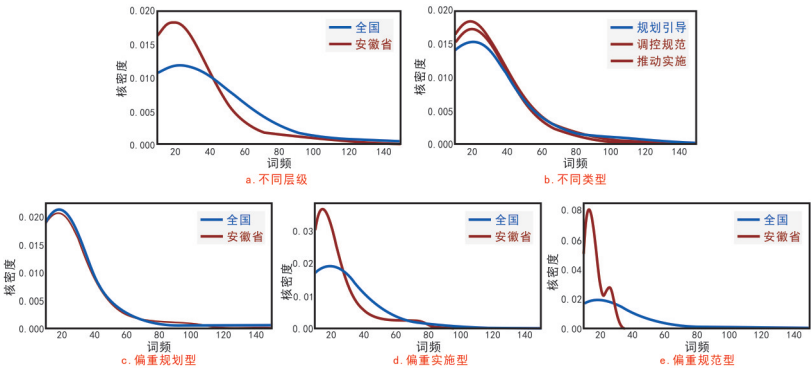 0.020
0.015
0.010
0.005
0.000
核密度
全国
安徽省
20 40 60 80 100 120 140
词频
a.不同层级
0.020
0.015
0.010
0.005
0.000
核密度
规划引导
调控规范
推动实施
20 40 60 80 100 120 140
词频
b.不同类型
0.020
0.015
0.010
0.005
0.000
核密度
全国
安徽省
20 40 60 80 100 120 140
词频
c.偏重规划型
0.03
0.02
0.01
0.00
核密度
全国
安徽省
20 40 60 80 100 120 140
词频
d.偏重实施型
0.08
0.06
0.04
0.02
0.00
核密度
全国
安徽省
20 40 60 80 100 120 140
词频
e.偏重规范型